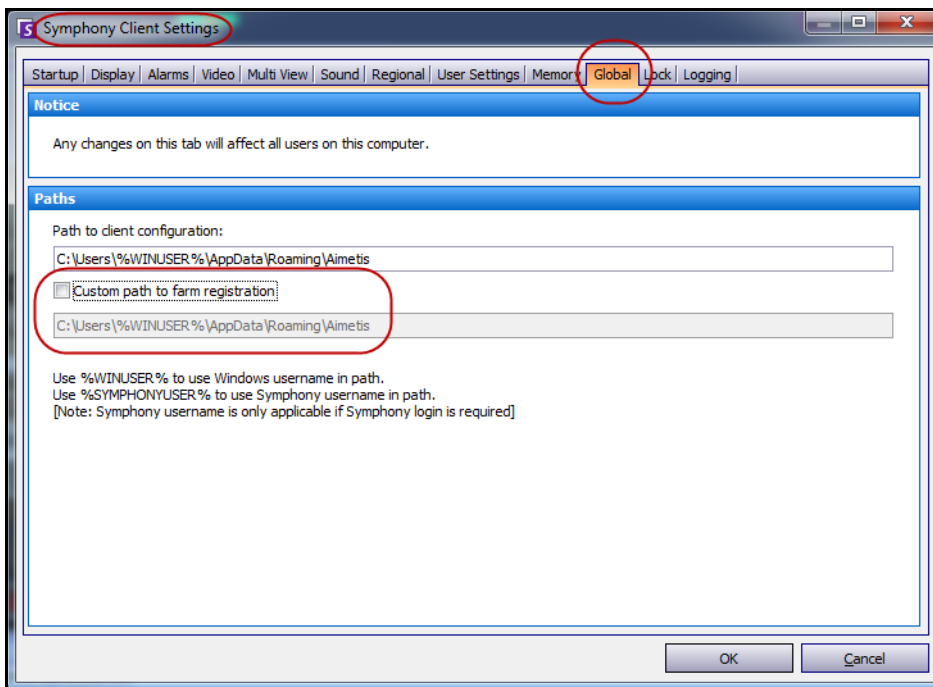 Symphony Client Settings
Startup Display Alarms Video Multi View Sound Regional User Settings Memory Global Lock Logging
Notice
Any changes on this tab will affect all users on this computer.
Paths
Path to client configuration:
C:\Users\%WINUSER%\AppData\Roaming\Aimetis
Custom path to farm registration
C:\Users\%WINUSER%\AppData\Roaming\Aimetis
Use %WINUSER% to use Windows username in path.
Use %SYMPHONYUSER% to use Symphony username in path.
[Note: Symphony username is only applicable if Symphony login is required]
OK Cancel